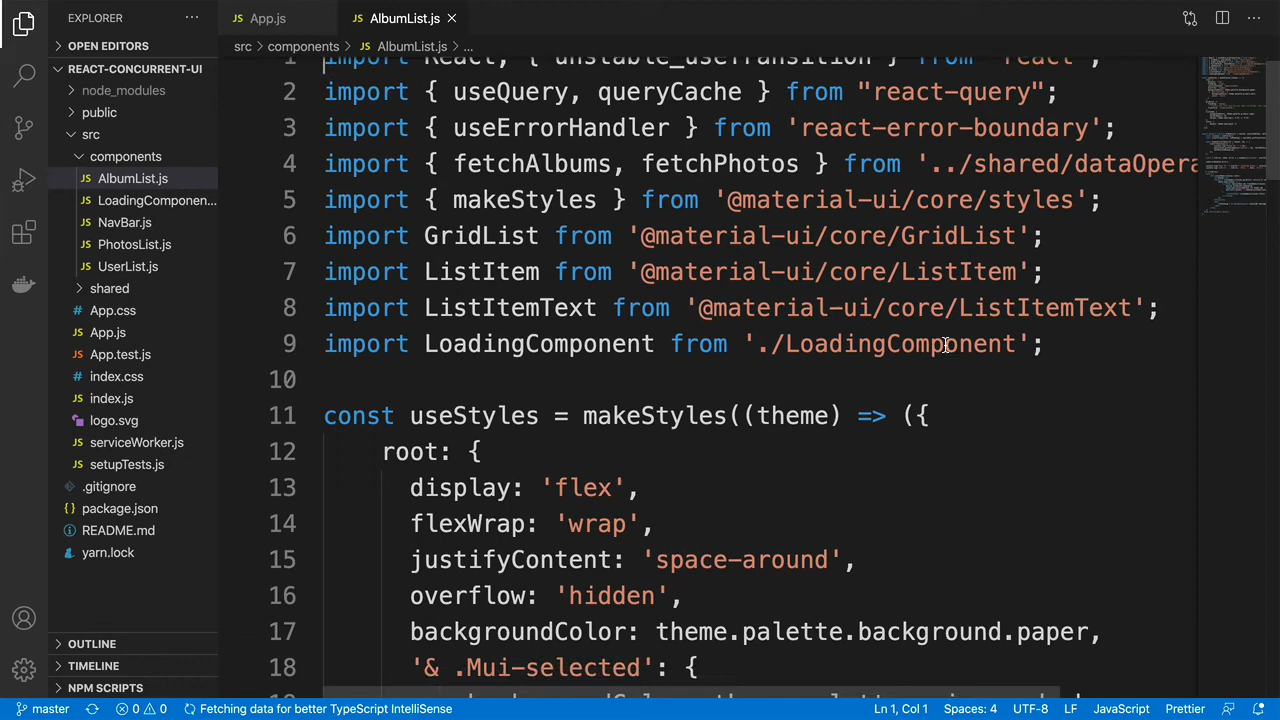 EXPLORER
OPEN EDITORS
REACT-CONCURRENT-UI
node_modules
public
src
components
AlbumList.js
LoadingComponen...
NavBar.js
PhotosList.js
UserList.js
shared
App.css
App.js
App.test.js
index.css
index.js
logo.svg
serviceWorker.js
setupTests.js
.gitignore
package.json
README.md
yarn.lock
OUTLINE
TIMELINE
NPM SCRIPTS
App.js
AlbumList.js
src > components > AlbumList.js > ...
1 import React, { unstable_useTransition } from 'react';
2 import { useQuery, queryCache } from "react-query";
3 import { useErrorHandler } from 'react-error-boundary';
4 import { fetchAlbums, fetchPhotos } from '../shared/dataOpera
5 import { makeStyles } from '@material-ui/core/styles';
6 import GridList from '@material-ui/core/GridList';
7 import ListItem from '@material-ui/core/ListItem';
8 import ListItemText from '@material-ui/core/ListItemText';
9 import LoadingComponent from './LoadingComponent';
10
11 const useStyles = makeStyles((theme) => ({
12 root: {
13 display: 'flex',
14 flexWrap: 'wrap',
15 justifyContent: 'space-around',
16 overflow: 'hidden',
17 backgroundColor: theme.palette.background.paper,
18 '& .Mui-selected': {
master 0 0 Fetching data for better TypeScript IntelliSense Ln 1, Col 1 Spaces: 4 UTF-8 LF JavaScript Prettier